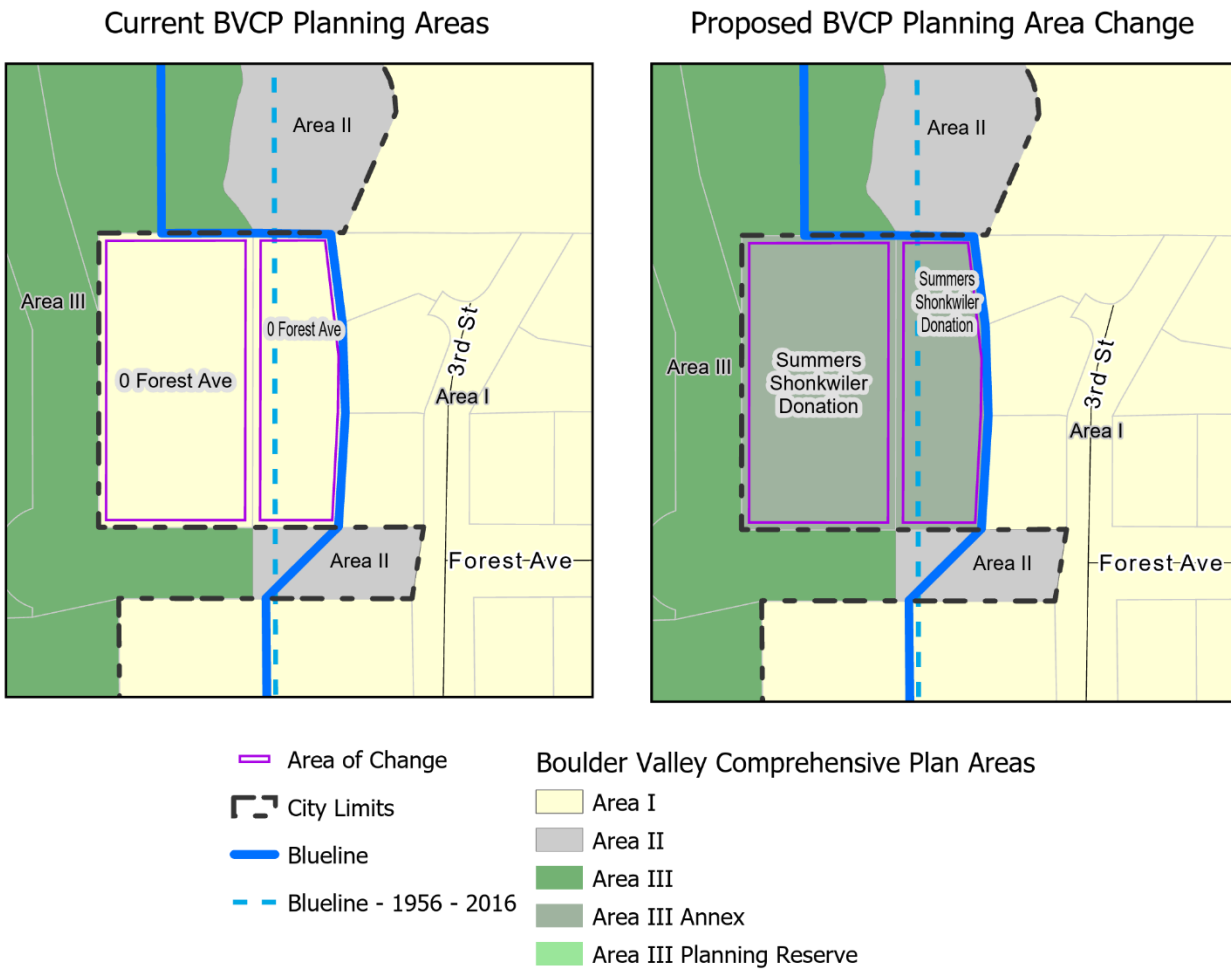 Current BVCP Planning Areas
Proposed BVCP Planning Area Change
Area II
Area III
0 Forest Ave
0 Forest Ave
3rd St
Area I
Area II
Forest Ave
Area II
Area III
Summers
Shonkwiler
Donation
Summers
Shonkwiler
Donation
3rd St
Area I
Area II
Forest Ave
Area of Change
City Limits
Blueline
Blueline - 1956 - 2016
Boulder Valley Comprehensive Plan Areas
Area I
Area II
Area III
Area III Annex
Area III Planning Reserve